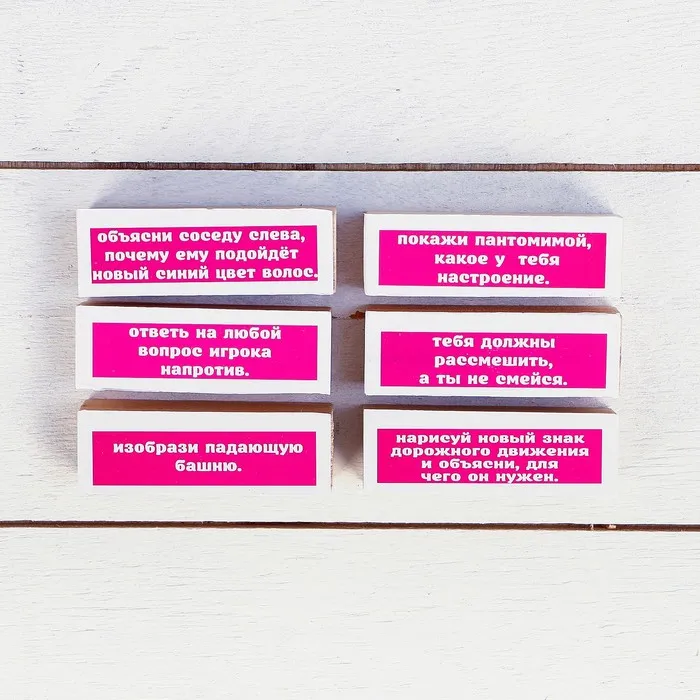 объясни соседу слева,
почему ему подойдёт
новый синий цвет волос.
покажи пантомимой,
какое у тебя
настроение.
ответь на любой
вопрос игрока
напротив.
тебя должны
рассмешить,
а ты не смейся.
изобрази падающую
башню.
нарисуй новый знак
дорожного движения
и объясни, для
чего он нужен.